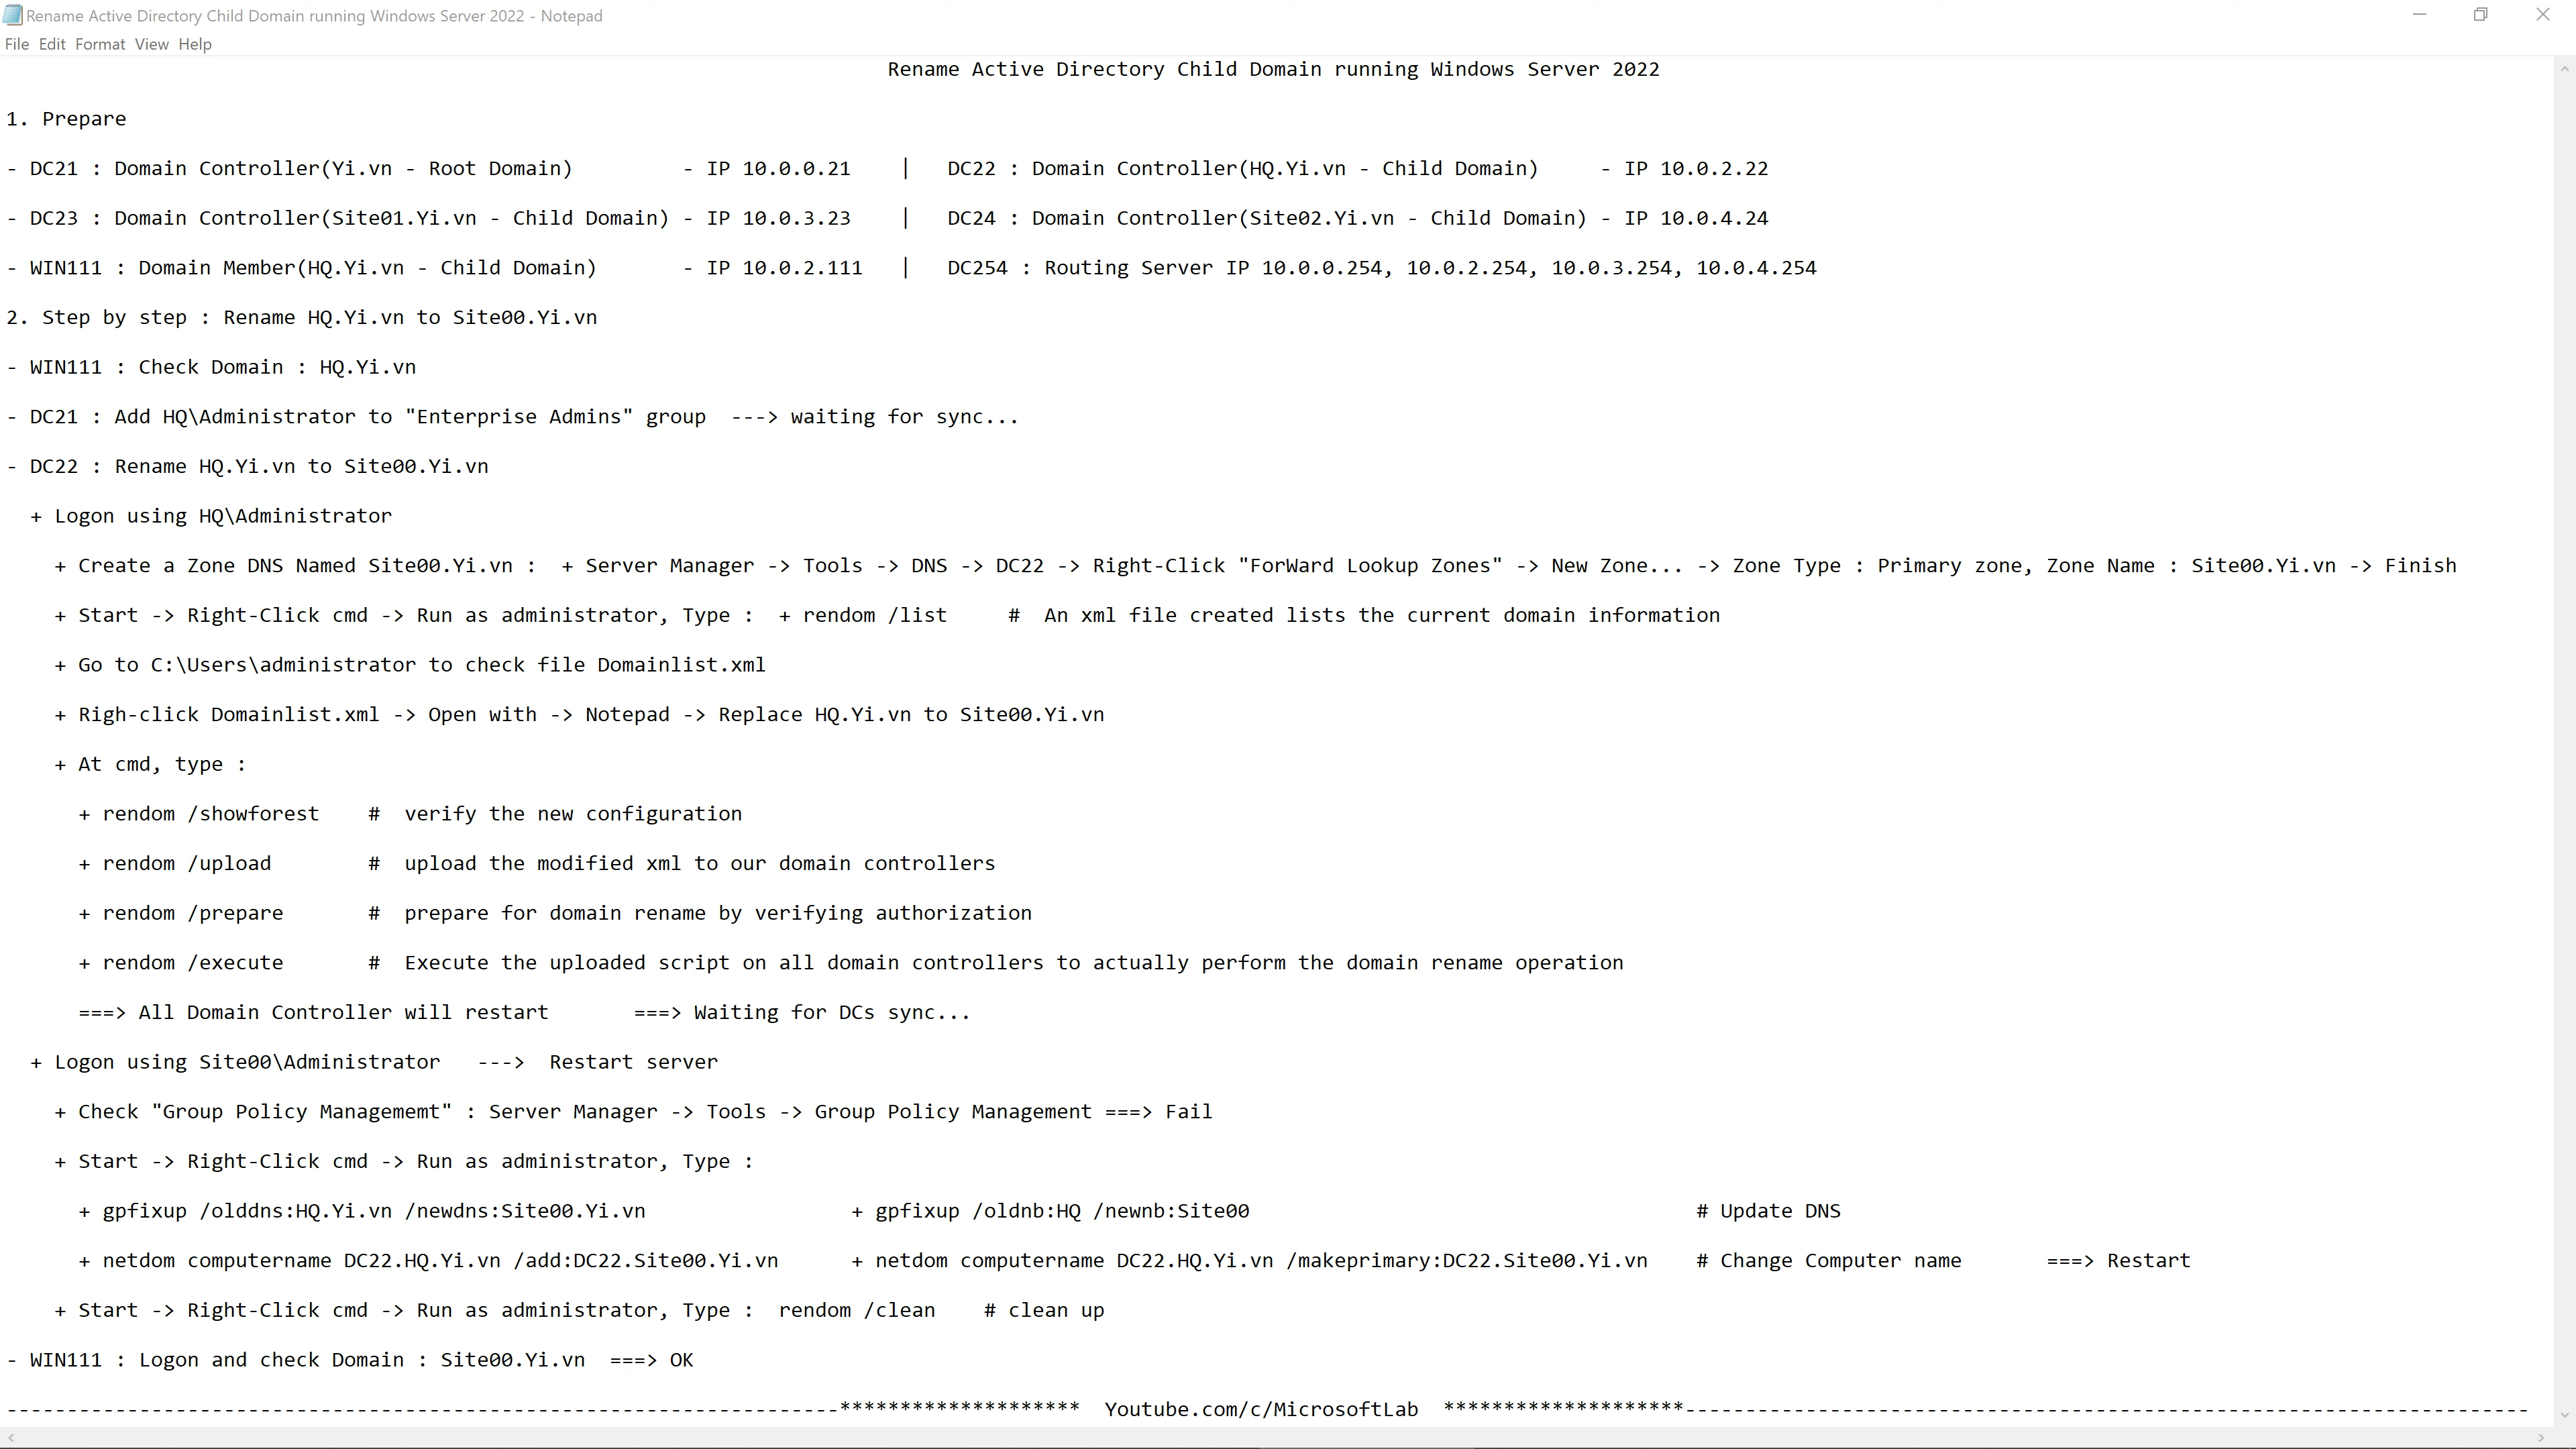 Rename Active Directory Child Domain running Windows Server 2022 - Notepad
File Edit Format View Help
Rename Active Directory Child Domain running Windows Server 2022
1. Prepare
- DC21 : Domain Controller(Yi.vn - Root Domain) - IP 10.0.0.21 | DC22 : Domain Controller(HQ.Yi.vn - Child Domain) - IP 10.0.2.22
- DC23 : Domain Controller(Site01.Yi.vn - Child Domain) - IP 10.0.3.23 | DC24 : Domain Controller(Site02.Yi.vn - Child Domain) - IP 10.0.4.24
- WIN111 : Domain Member(HQ.Yi.vn - Child Domain) - IP 10.0.2.111 | DC254 : Routing Server IP 10.0.0.254, 10.0.2.254, 10.0.3.254, 10.0.4.254
2. Step by step : Rename HQ.Yi.vn to Site00.Yi.vn
- WIN111 : Check Domain : HQ.Yi.vn
- DC21 : Add HQ\Administrator to "Enterprise Admins" group ---> waiting for sync...
- DC22 : Rename HQ.Yi.vn to Site00.Yi.vn
+ Logon using HQ\Administrator
+ Create a Zone DNS Named Site00.Yi.vn : + Server Manager -> Tools -> DNS -> DC22 -> Right-Click "ForWard Lookup Zones" -> New Zone... -> Zone Type : Primary zone, Zone Name : Site00.Yi.vn -> Finish
+ Start -> Right-Click cmd -> Run as administrator, Type : + rendom /list # An xml file created lists the current domain information
+ Go to C:\Users\administrator to check file Domainlist.xml
+ Righ-click Domainlist.xml -> Open with -> Notepad -> Replace HQ.Yi.vn to Site00.Yi.vn
+ At cmd, type :
+ rendom /showforest # verify the new configuration
+ rendom /upload # upload the modified xml to our domain controllers
+ rendom /prepare # prepare for domain rename by verifying authorization
+ rendom /execute # Execute the uploaded script on all domain controllers to actually perform the domain rename operation
===> All Domain Controller will restart ===> Waiting for DCs sync...
+ Logon using Site00\Administrator ---> Restart server
+ Check "Group Policy Managememt" : Server Manager -> Tools -> Group Policy Management ===> Fail
+ Start -> Right-Click cmd -> Run as administrator, Type :
+ gpfixup /olddns:HQ.Yi.vn /newdns:Site00.Yi.vn + gpfixup /oldnb:HQ /newnb:Site00 # Update DNS
+ netdom computername DC22.HQ.Yi.vn /add:DC22.Site00.Yi.vn + netdom computername DC22.HQ.Yi.vn /makeprimary:DC22.Site00.Yi.vn # Change Computer name ===> Restart
+ Start -> Right-Click cmd -> Run as administrator, Type : rendom /clean # clean up
- WIN111 : Logon and check Domain : Site00.Yi.vn ===> OK
---------------------------------------------------------------------******************** Youtube.com/c/MicrosoftLab ********************----------------------------------------------------------------------